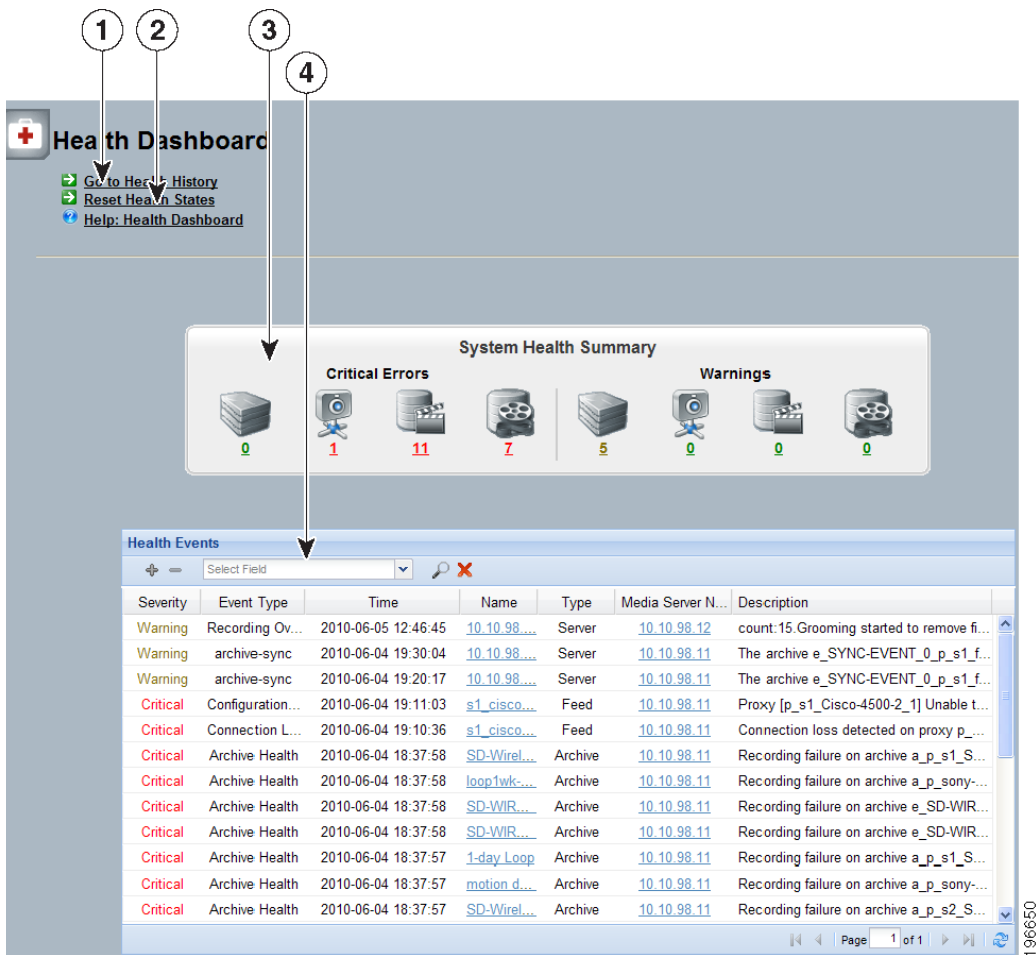 1 2 3
4
Health Dashboard
Go to Health History
Reset Health States
Help: Health Dashboard
System Health Summary
Critical Errors Warnings
0 1 11 7 5 0 0 0
Health Events
Select Field
Severity Event Type Time Name Type Media Server N... Description
Warning Recording Ov... 2010-06-05 12:46:45 10.10.98.... Server 10.10.98.12 count:15.Grooming started to remove fi...
Warning archive-sync 2010-06-04 19:30:04 10.10.98.... Server 10.10.98.11 The archive e_SYNC-EVENT_0_p_s1_f...
Warning archive-sync 2010-06-04 19:20:17 10.10.98.... Server 10.10.98.11 The archive e_SYNC-EVENT_0_p_s1_f...
Critical Configuration... 2010-06-04 19:11:03 s1_cisco... Feed 10.10.98.11 Proxy [p_s1_Cisco-4500-2_1] Unable t...
Critical Connection L... 2010-06-04 19:10:36 s1_cisco... Feed 10.10.98.11 Connection loss detected on proxy p_...
Critical Archive Health 2010-06-04 18:37:58 SD-Wirel... Archive 10.10.98.11 Recording failure on archive a_p_s1_S...
Critical Archive Health 2010-06-04 18:37:58 loop1wk-... Archive 10.10.98.11 Recording failure on archive a_p_sony-...
Critical Archive Health 2010-06-04 18:37:58 SD-WIR... Archive 10.10.98.11 Recording failure on archive e_SD-WIR...
Critical Archive Health 2010-06-04 18:37:58 SD-WIR... Archive 10.10.98.11 Recording failure on archive e_SD-WIR...
Critical Archive Health 2010-06-04 18:37:57 1-day Loop Archive 10.10.98.11 Recording failure on archive a_p_s1_S...
Critical Archive Health 2010-06-04 18:37:57 motion d... Archive 10.10.98.11 Recording failure on archive a_p_sony-...
Critical Archive Health 2010-06-04 18:37:57 SD-Wirel... Archive 10.10.98.11 Recording failure on archive a_p_s2_S...
Page 1 of 1
196650